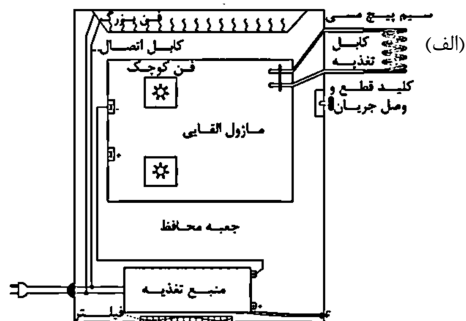 فن بزرگ
سیم پیچ مسی
(الف)
کابل اتصال
کابل
تغذیه
فن کوچک
کلید قطع و
وصل جریان
ماژول القایی
جعبه محافظ
منبع تغذیه
فیلتر